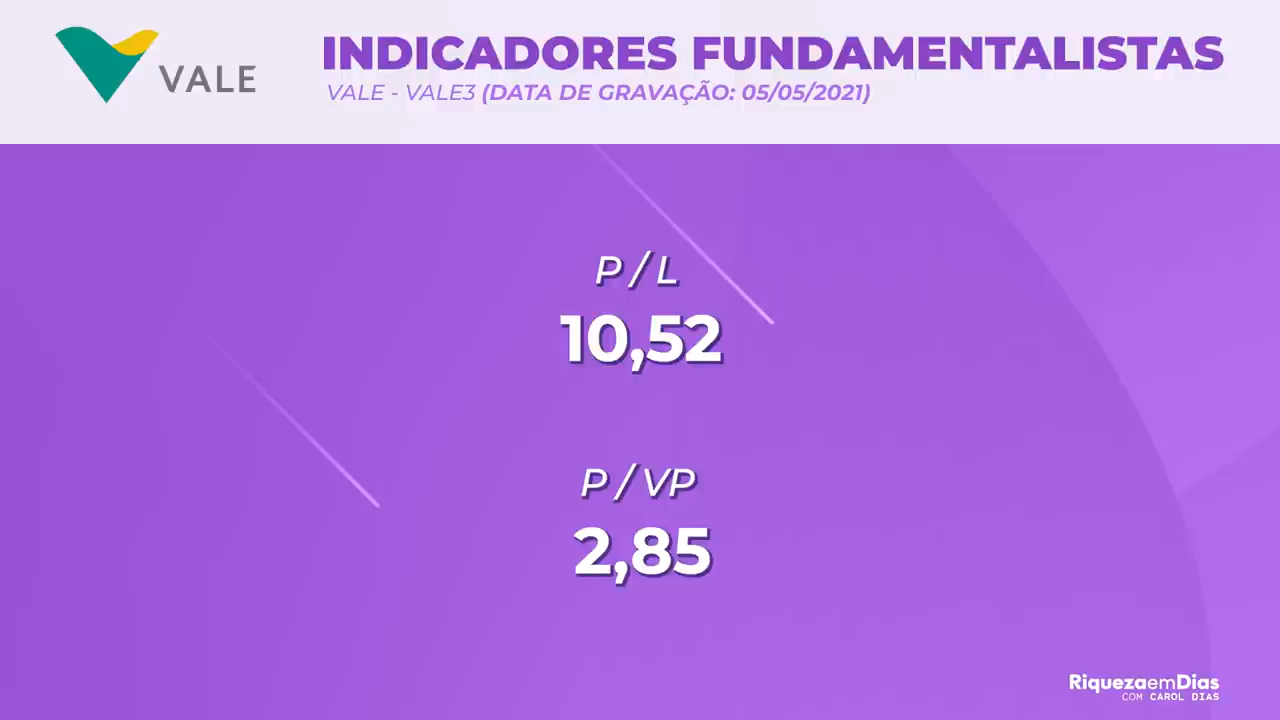 VALE
INDICADORES FUNDAMENTALISTAS
VALE - VALE3 (DATA DE GRAVAÇÃO: 05/05/2021)
P / L
10,52
P / VP
2,85
RiquezaemDias
COM CAROL DIAS